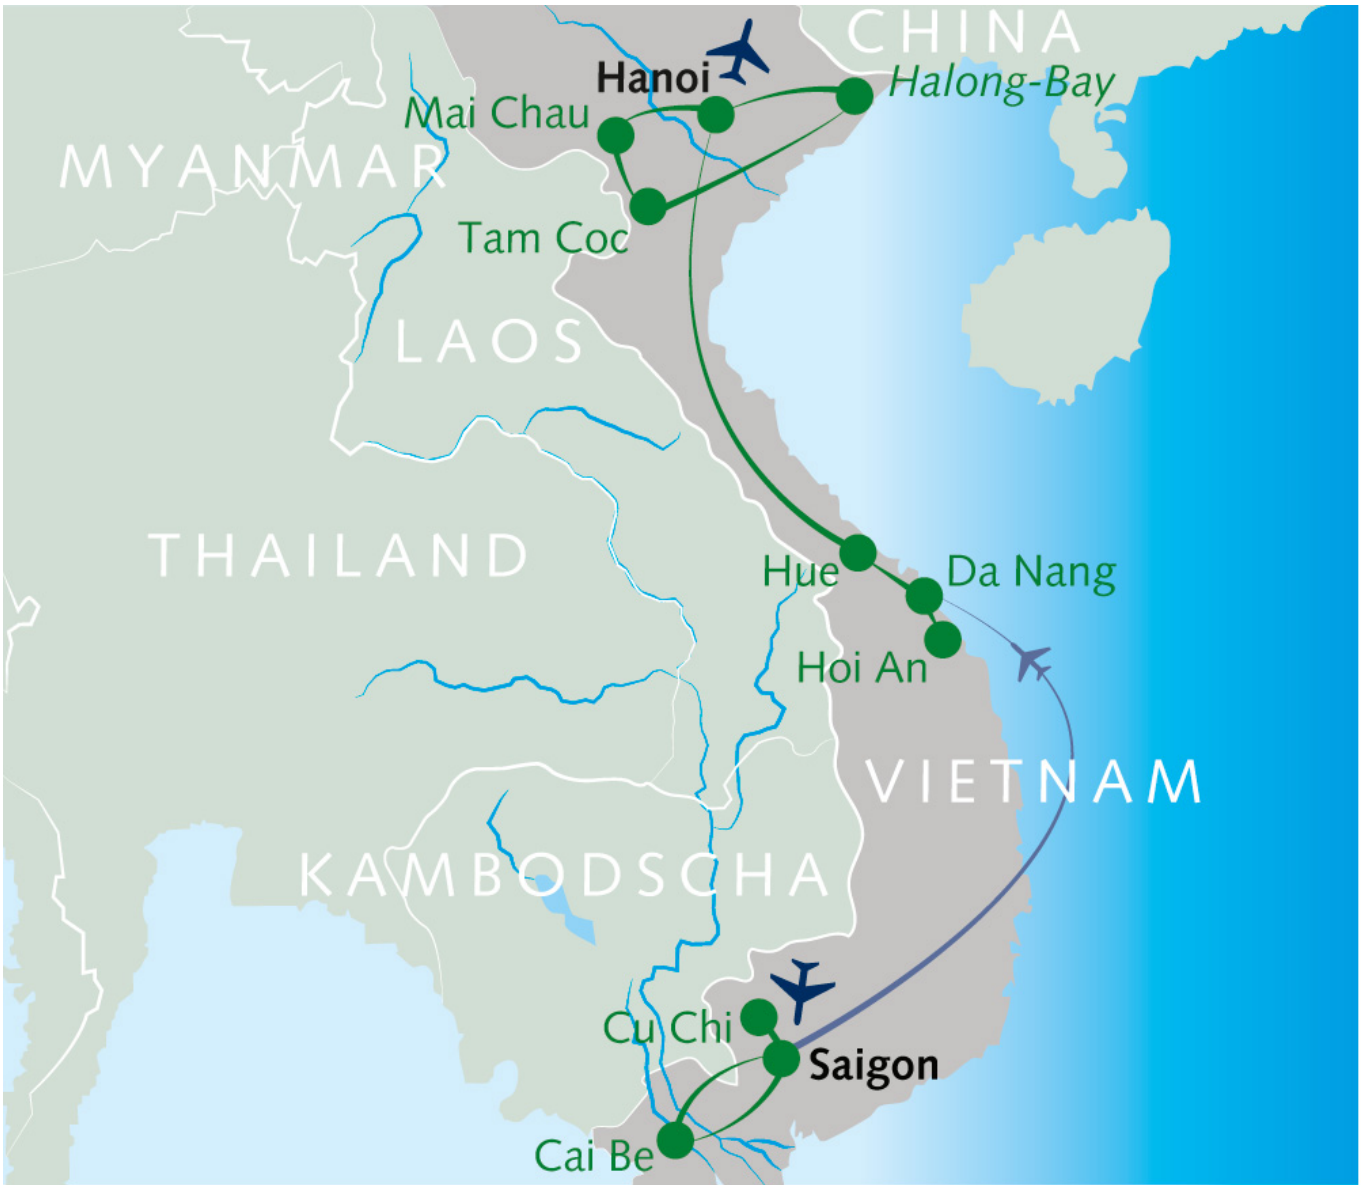 CHINA
Hanoi
Halong-Bay
Mai Chau
MYANMAR
Tam Coc
LAOS
THAILAND
Hue
Da Nang
Hoi An
VIETNAM
KAMBODSCHA
Cu Chi
Saigon
Cai Be